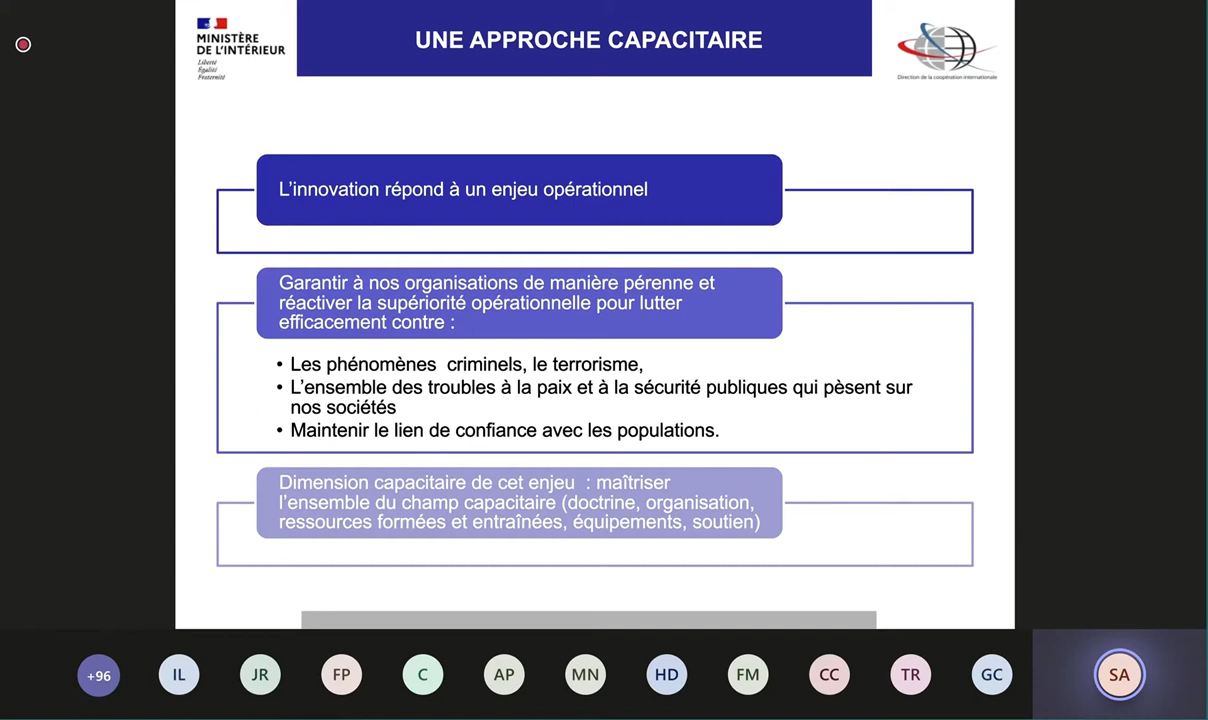 MINISTÈRE
DE L'INTÉRIEUR
Liberté
Égalité
Fraternité
UNE APPROCHE CAPACITAIRE
Direction de la coopération internationale
L'innovation répond à un enjeu opérationnel
Garantir à nos organisations de manière pérenne et
réactiver la supériorité opérationnelle pour lutter
efficacement contre :
• Les phénomènes  criminels, le terrorisme,
• L'ensemble des troubles à la paix et à la sécurité publiques qui pèsent sur
nos sociétés
• Maintenir le lien de confiance avec les populations.
Dimension capacitaire de cet enjeu  : maîtriser
l'ensemble du champ capacitaire (doctrine, organisation,
ressources formées et entraînées, équipements, soutien)
+96 IL JR FP C AP MN HD FM CC TR GC SA